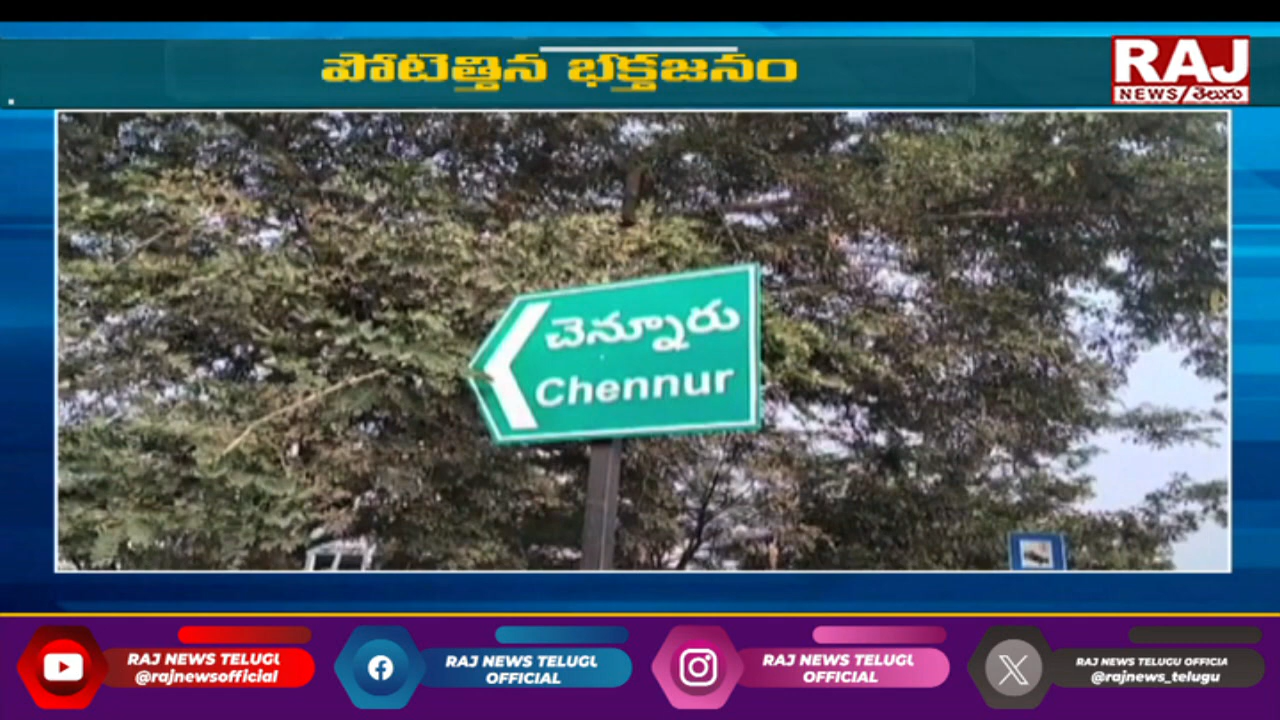 పోటెత్తిన భక్తజనం
RAJ
NEWS తెలుగు
చెన్నూరు
Chennur
RAJ NEWS TELUGU
@rajnewsofficial
RAJ NEWS TELUGU
OFFICIAL
RAJ NEWS TELUGU
OFFICIAL
RAJ NEWS TELUGU OFFICIA
@rajnews_telugu